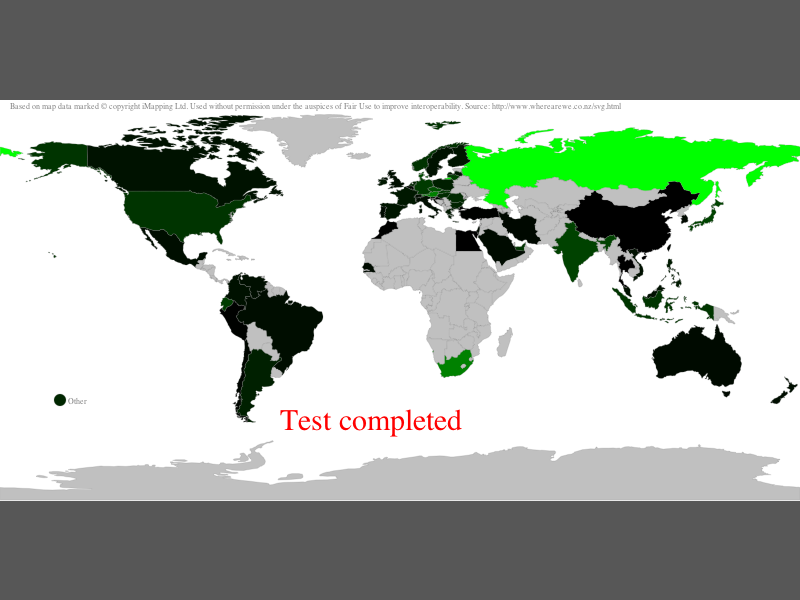 Based on map data marked © copyright iMapping Ltd. Used without permission under the auspices of Fair Use to improve interoperability. Source: http://www.wherearewe.co.nz/svg.html
Other
Test completed